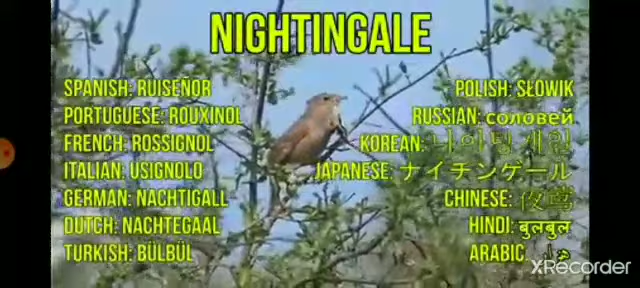 NIGHTINGALE
SPANISH: RUISEÑOR
PORTUGUESE: ROUXINOL
FRENCH: ROSSIGNOL
ITALIAN: USIGNOLO
GERMAN: NACHTIGALL
DUTCH: NACHTEGAAL
TURKISH: BÜLBÜL
POLISH: SŁOWIK
RUSSIAN: соловей
KOREAN: 나이팅게일
JAPANESE: ナイチンゲール
CHINESE: 夜鶯
HINDI: बुलबुल
ARABIC:
XRecorder